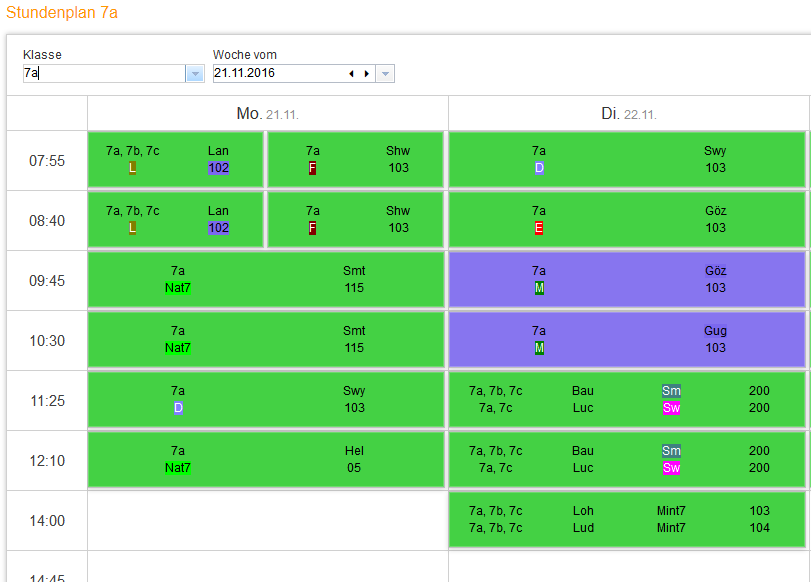 Stundenplan 7a
Klasse Woche vom
7a 21.11.2016
Mo. 21.11. Di. 22.11.
07:55
7a, 7b, 7c Lan
L 102
7a Shw
F 103
7a Swy
D 103
08:40
7a, 7b, 7c Lan
L 102
7a Shw
F 103
7a Göz
E 103
09:45
7a Smt
Nat7 115
7a Göz
M 103
10:30
7a Smt
Nat7 115
7a Gug
M 103
11:25
7a Swy
D 103
7a, 7b, 7c Bau Sm 200
7a, 7c Luc Sw 200
12:10
7a Hel
Nat7 05
7a, 7b, 7c Bau Sm 200
7a, 7c Luc Sw 200
14:00
7a, 7b, 7c Loh Mint7 103
7a, 7b, 7c Lud Mint7 104
14:45